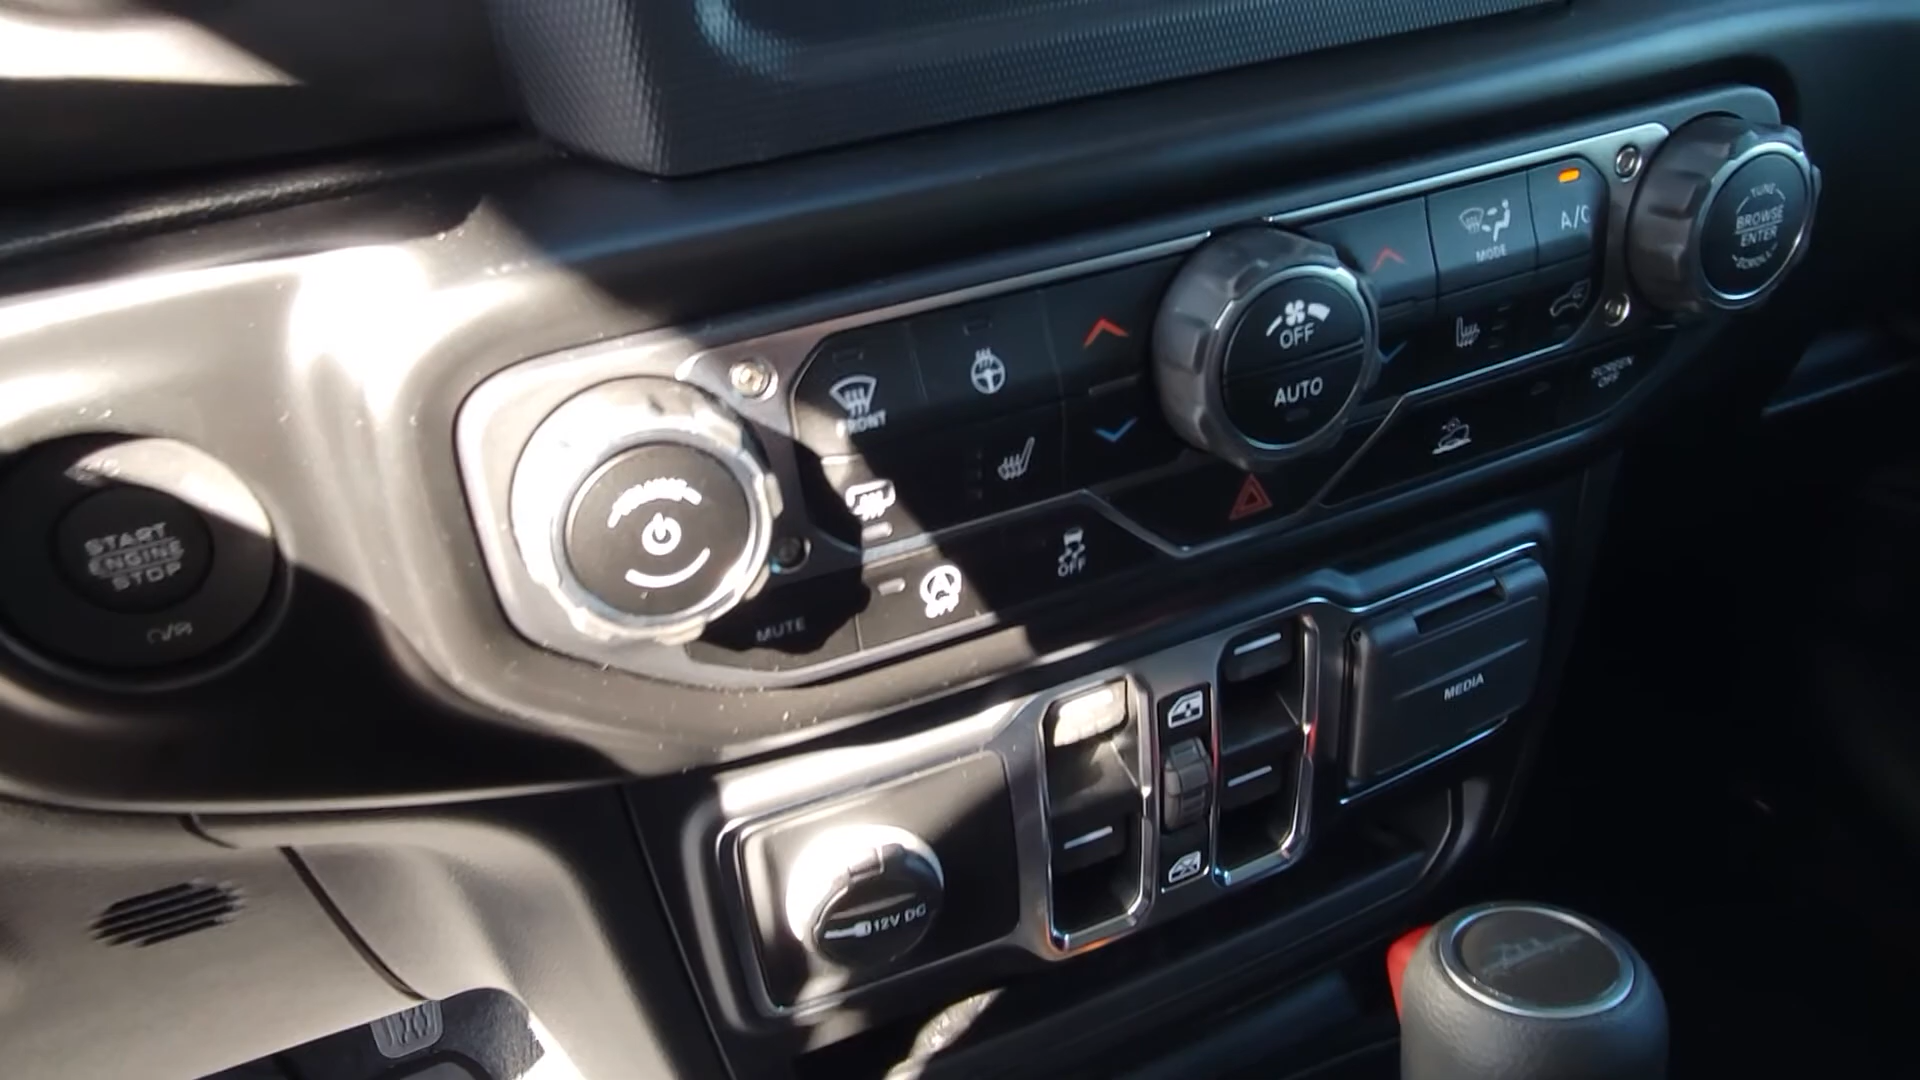 START
ENGINE
STOP
FRONT
MUTE
OFF
OFF
AUTO
MODE
A/C
TUNE
BROWSE
ENTER
SCROLL
SCREEN
OFF
MEDIA
12V DC